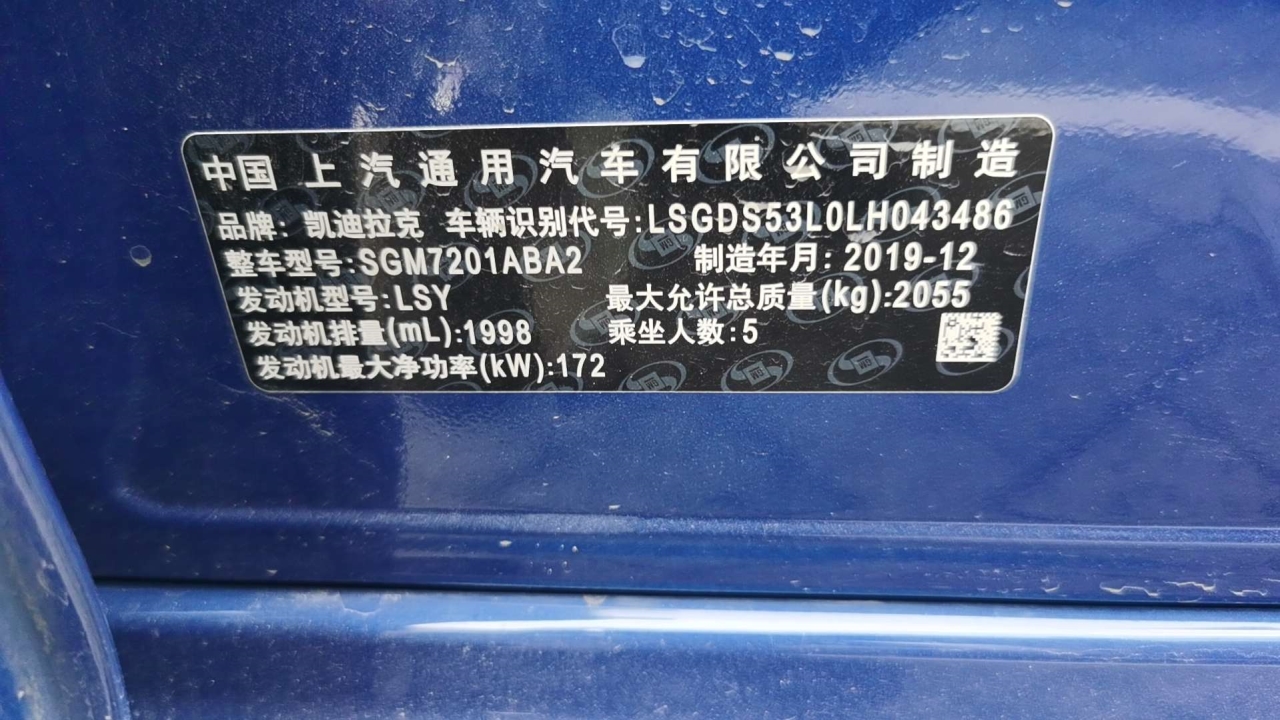 中国 上汽通用汽车有限公司制造
品牌: 凯迪拉克 车辆识别代号:LSGDS53L0LH043486
整车型号:SGM7201ABA2 制造年月: 2019-12
发动机型号:LSY 最大允许总质量(kg):2055
发动机排量(mL):1998 乘坐人数:5
发动机最大净功率(kW):172